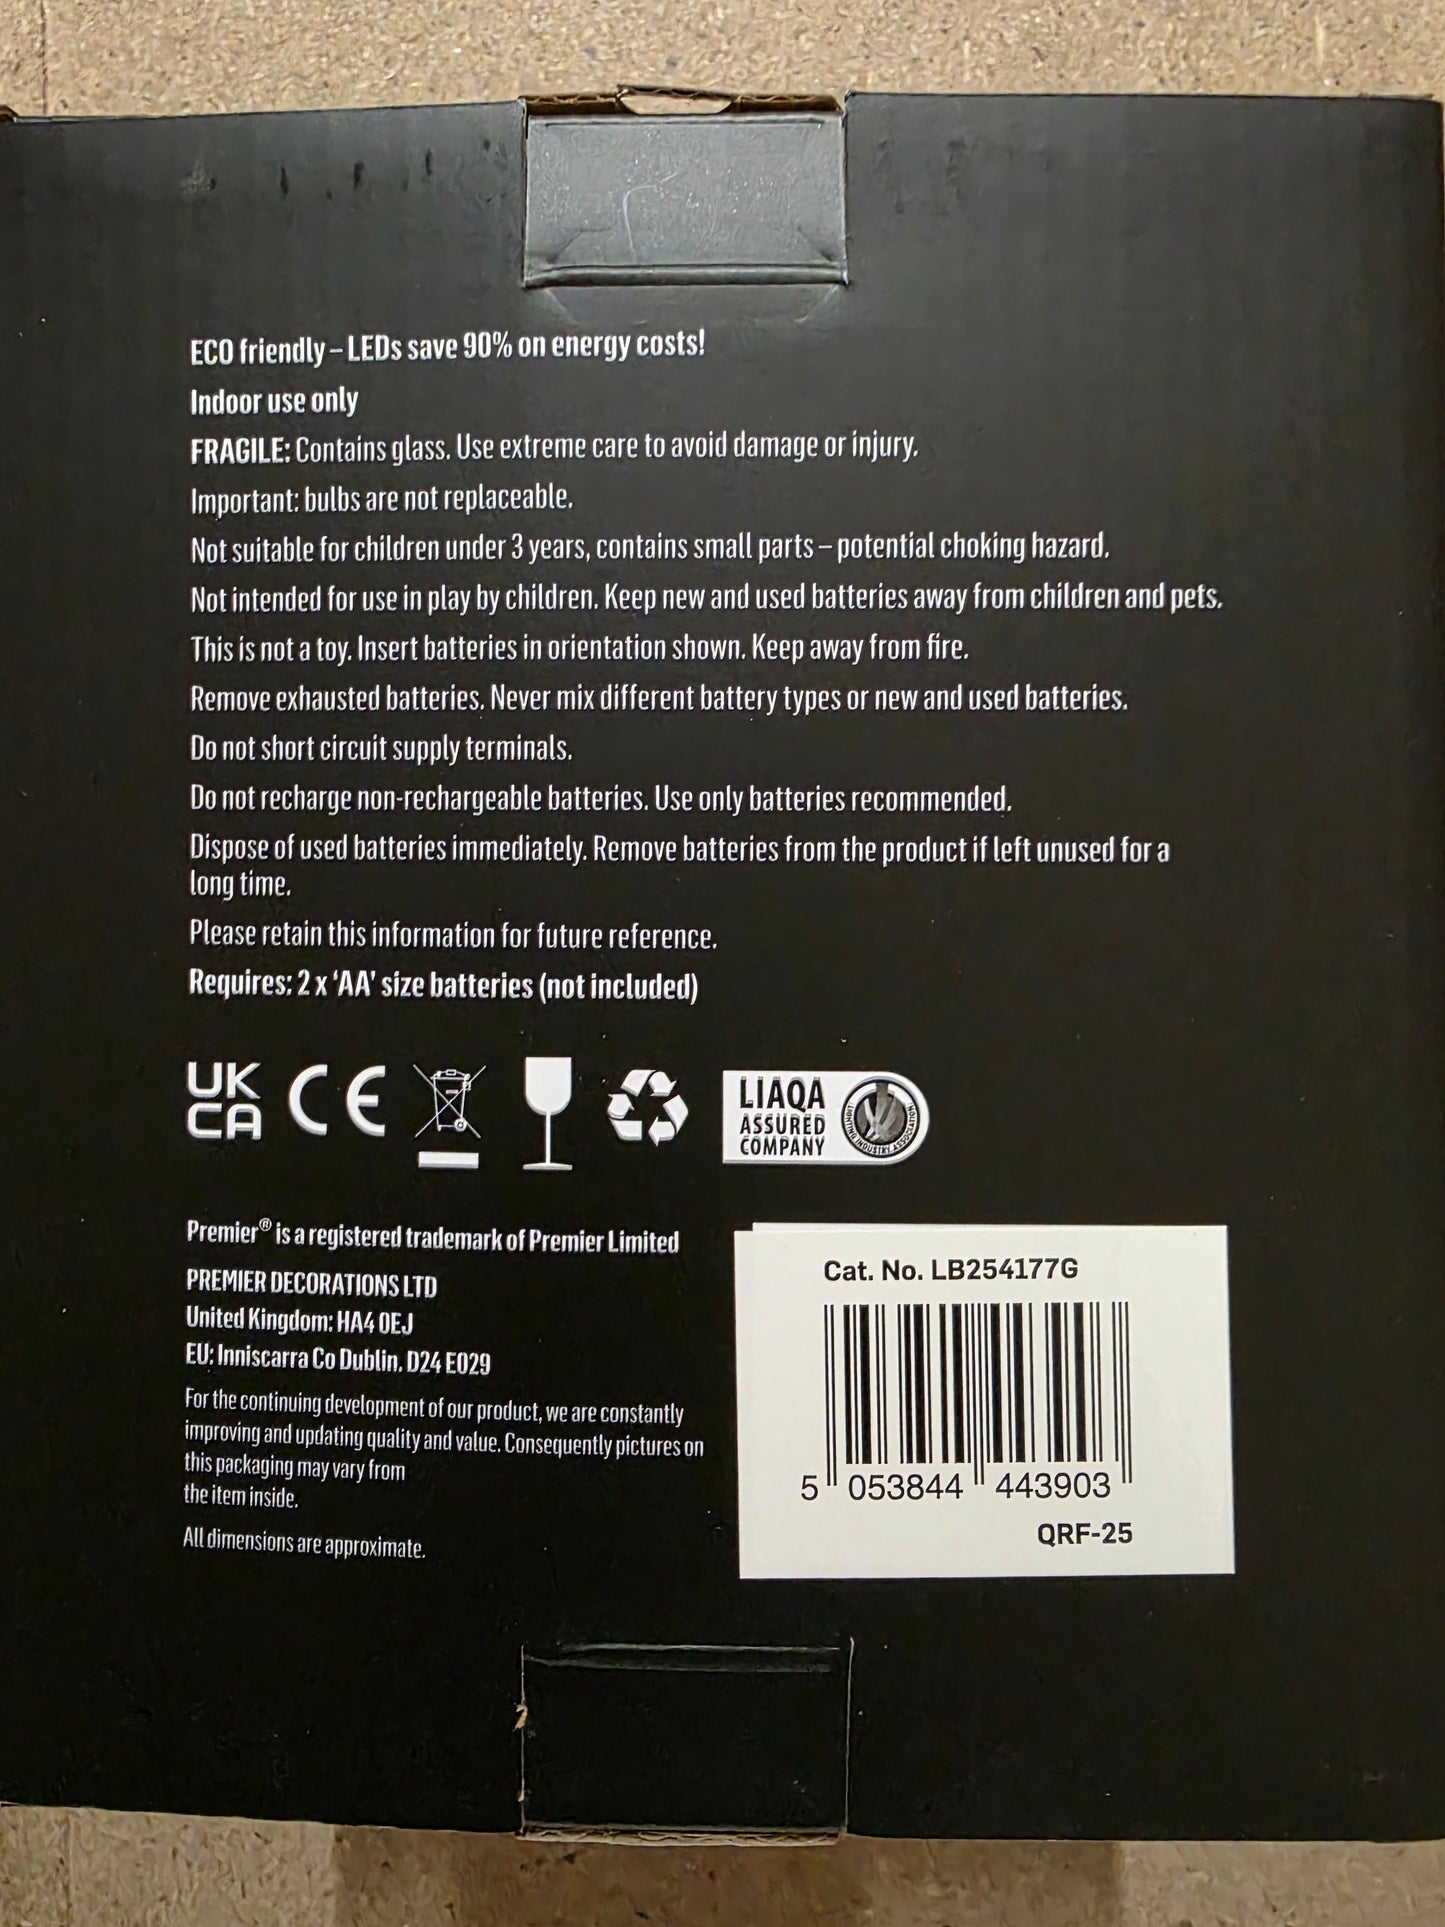 ECO friendly – LEDs save 90% on energy costs!
Indoor use only
FRAGILE: Contains glass. Use extreme care to avoid damage or injury.
Important: bulbs are not replaceable.
Not suitable for children under 3 years, contains small parts – potential choking hazard.
Not intended for use in play by children. Keep new and used batteries away from children and pets.
This is not a toy. Insert batteries in orientation shown. Keep away from fire.
Remove exhausted batteries. Never mix different battery types or new and used batteries.
Do not short circuit supply terminals.
Do not recharge non-rechargeable batteries. Use only batteries recommended.
Dispose of used batteries immediately. Remove batteries from the product if left unused for a
long time.
Please retain this information for future reference.
Requires: 2 x ‘AA’ size batteries (not included)
UK
CA
CE
LIAQA
ASSURED
COMPANY
LIGHTING INDUSTRY ASSOCIATION
Premier® is a registered trademark of Premier Limited
PREMIER DECORATIONS LTD
United Kingdom: HA4 0EJ
EU: Inniscarra Co Dublin, D24 E029
For the continuing development of our product, we are constantly
improving and updating quality and value. Consequently pictures on
this packaging may vary from
the item inside.
All dimensions are approximate.
Cat. No. LB254177G
5 053844 443903
QRF-25